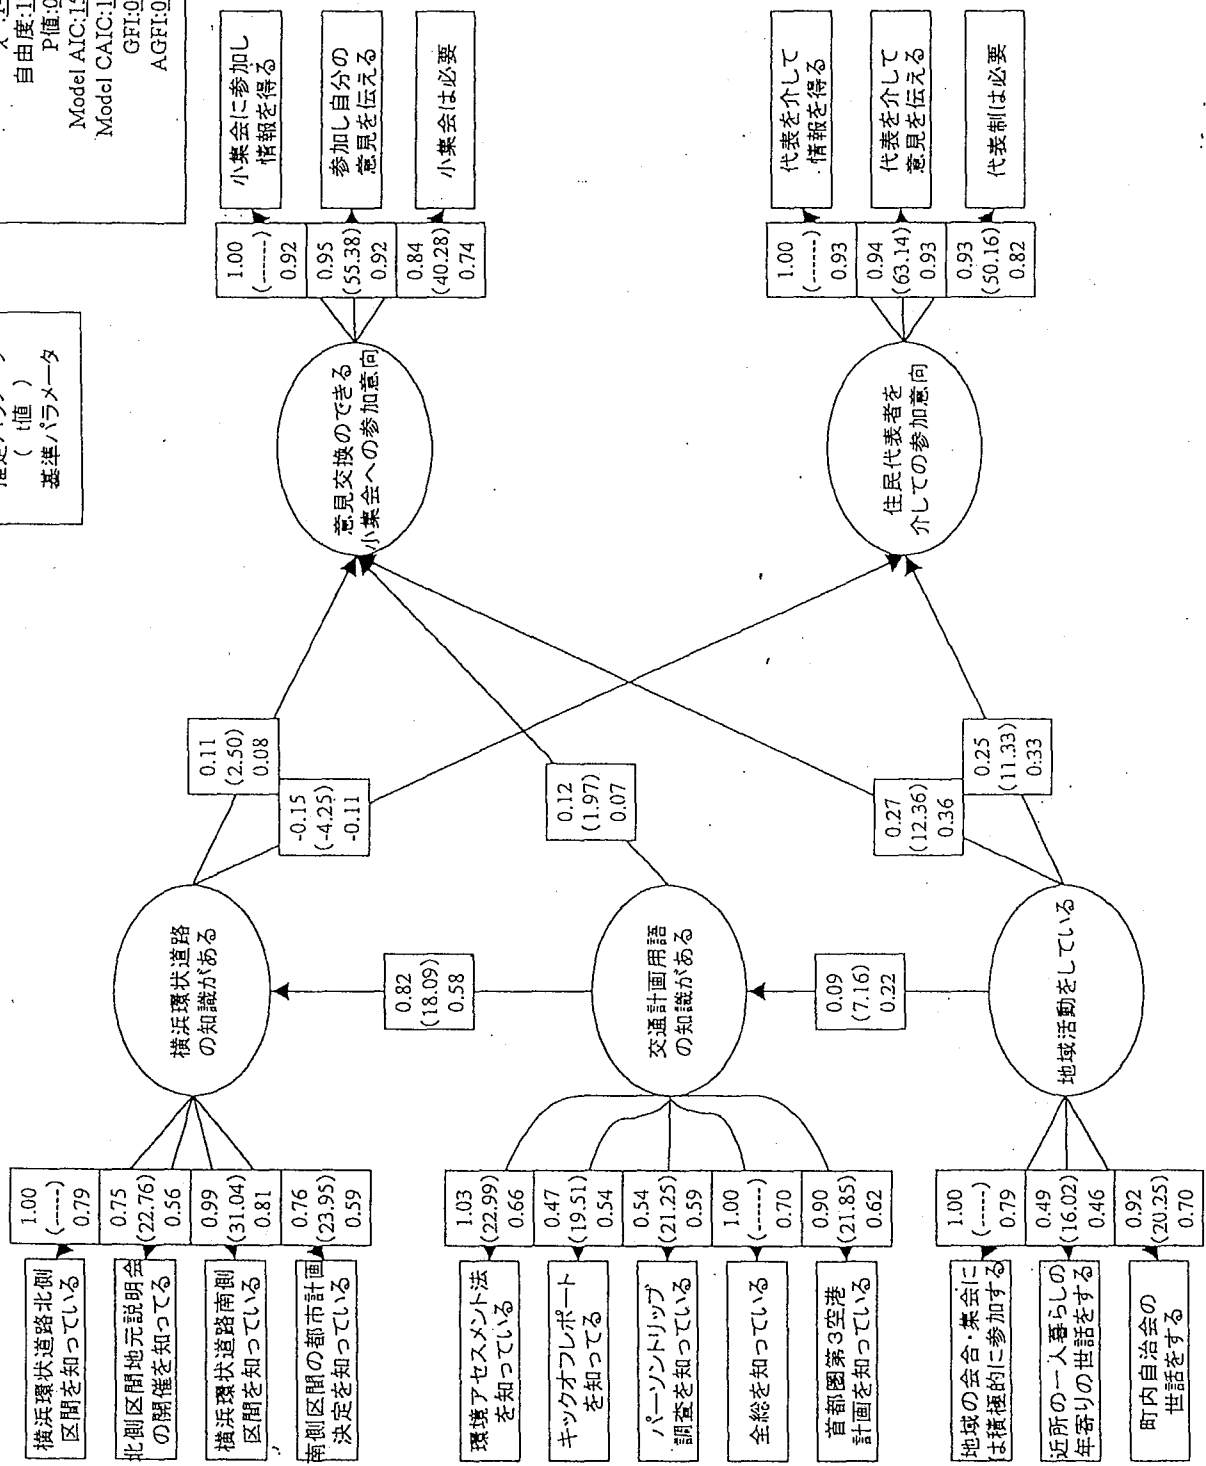 自由度:1
P値:0
Model AIC:15
Model CAIC:1
GFI:0
AGFI:0
( t値 )
基準パラメータ
横浜環状道路北側
区間を知っている
1.00
(-----)
0.79
北側区間地元説明会
の開催を知ってる
0.75
(22.76)
0.56
横浜環状道路南側
区間を知っている
0.99
(31.04)
0.81
南側区間の都市計画
決定を知っている
0.76
(23.95)
0.59
環境アセスメント法
を知っている
1.03
(22.99)
0.66
キックオフレポート
を知ってる
0.47
(19.51)
0.54
パーソントリップ
調査を知っている
0.54
(21.25)
0.59
全総を知っている
1.00
(-----)
0.70
首都圏第3空港
計画を知っている
0.90
(21.85)
0.62
地域の会合・集会に
は積極的に参加する
1.00
(-----)
0.79
近所の一人暮らしの
年寄りの世話をする
0.49
(16.02)
0.46
町内自治会の
世話をする
0.92
(20.25)
0.70
横浜環状道路
の知識がある
0.82
(18.09)
0.58
交通計画用語
の知識がある
0.09
(7.16)
0.22
地域活動をしている
0.11
(2.50)
0.08
-0.15
(-4.25)
-0.11
0.12
(1.97)
0.07
0.27
(12.36)
0.36
0.25
(11.33)
0:33
意見交換のできる
小集会への参加意向
住民代表者を
介しての参加意向
1.00
(-----)
0.92
小集会に参加し
情報を得る
0.95
(55.38)
0.92
参加し自分の
意見を伝える
0.84
(40.28)
0.74
小集会は必要
1.00
(-----)
0.93
代表を介して
情報を得る
0.94
(63.14)
0.93
代表を介して
意見を伝える
0.93
(50.16)
0.82
代表制は必要